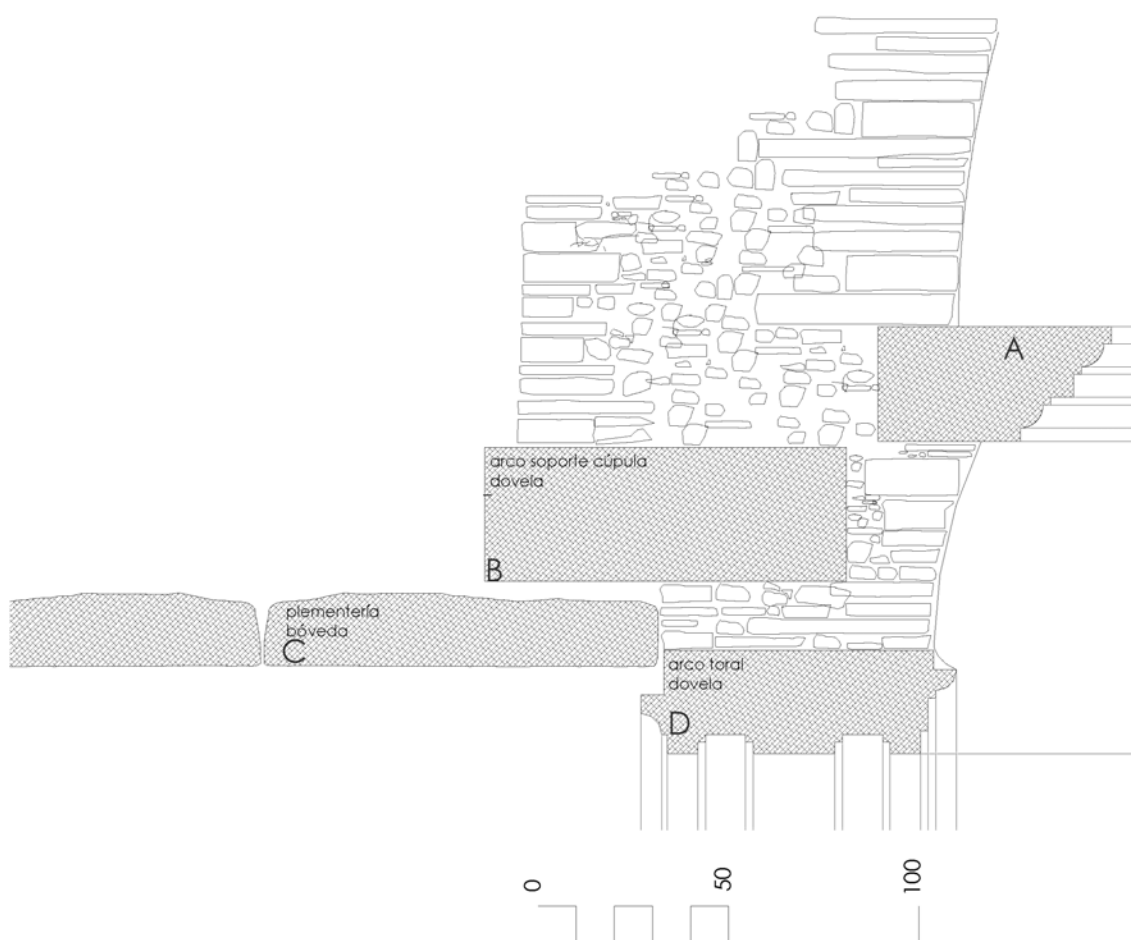 A
arco soporte cúpula
dovela
B
plementería
bóveda
C
arco toral
dovela
D
0
50
100